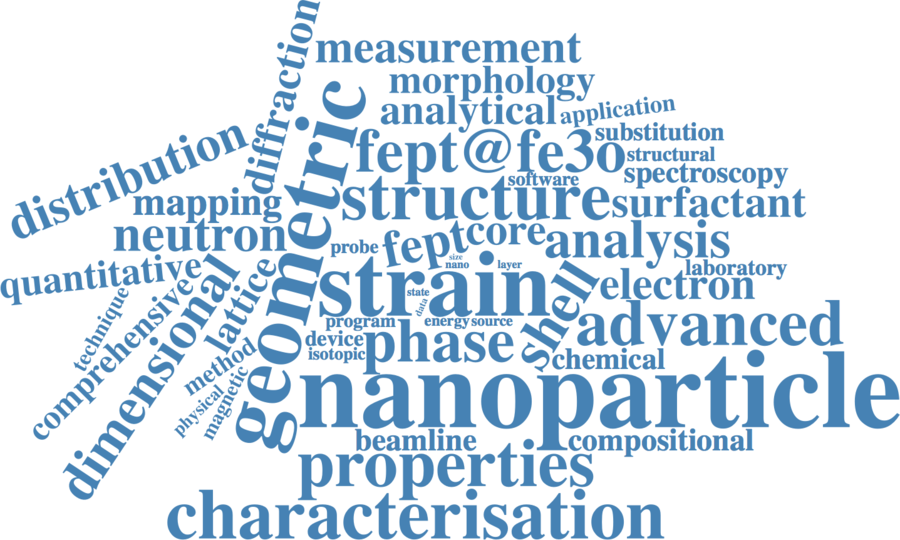 diffraction
measurement
morphology
analytical
application
geometric
distribution
fept@fe3o
substitution
structural
spectroscopy
software
mapping
structure
surfactant
neutron
probe
fept
core
analysis
size
nano
layer
quantitative
strain
laboratory
electron
state
data
shell
technique
comprehensive
dimensional
lattice
program
energy
source
advanced
device
phase
isotopic
chemical
method
physical
magnetic
nanoparticle
beamline
compositional
properties
characterisation